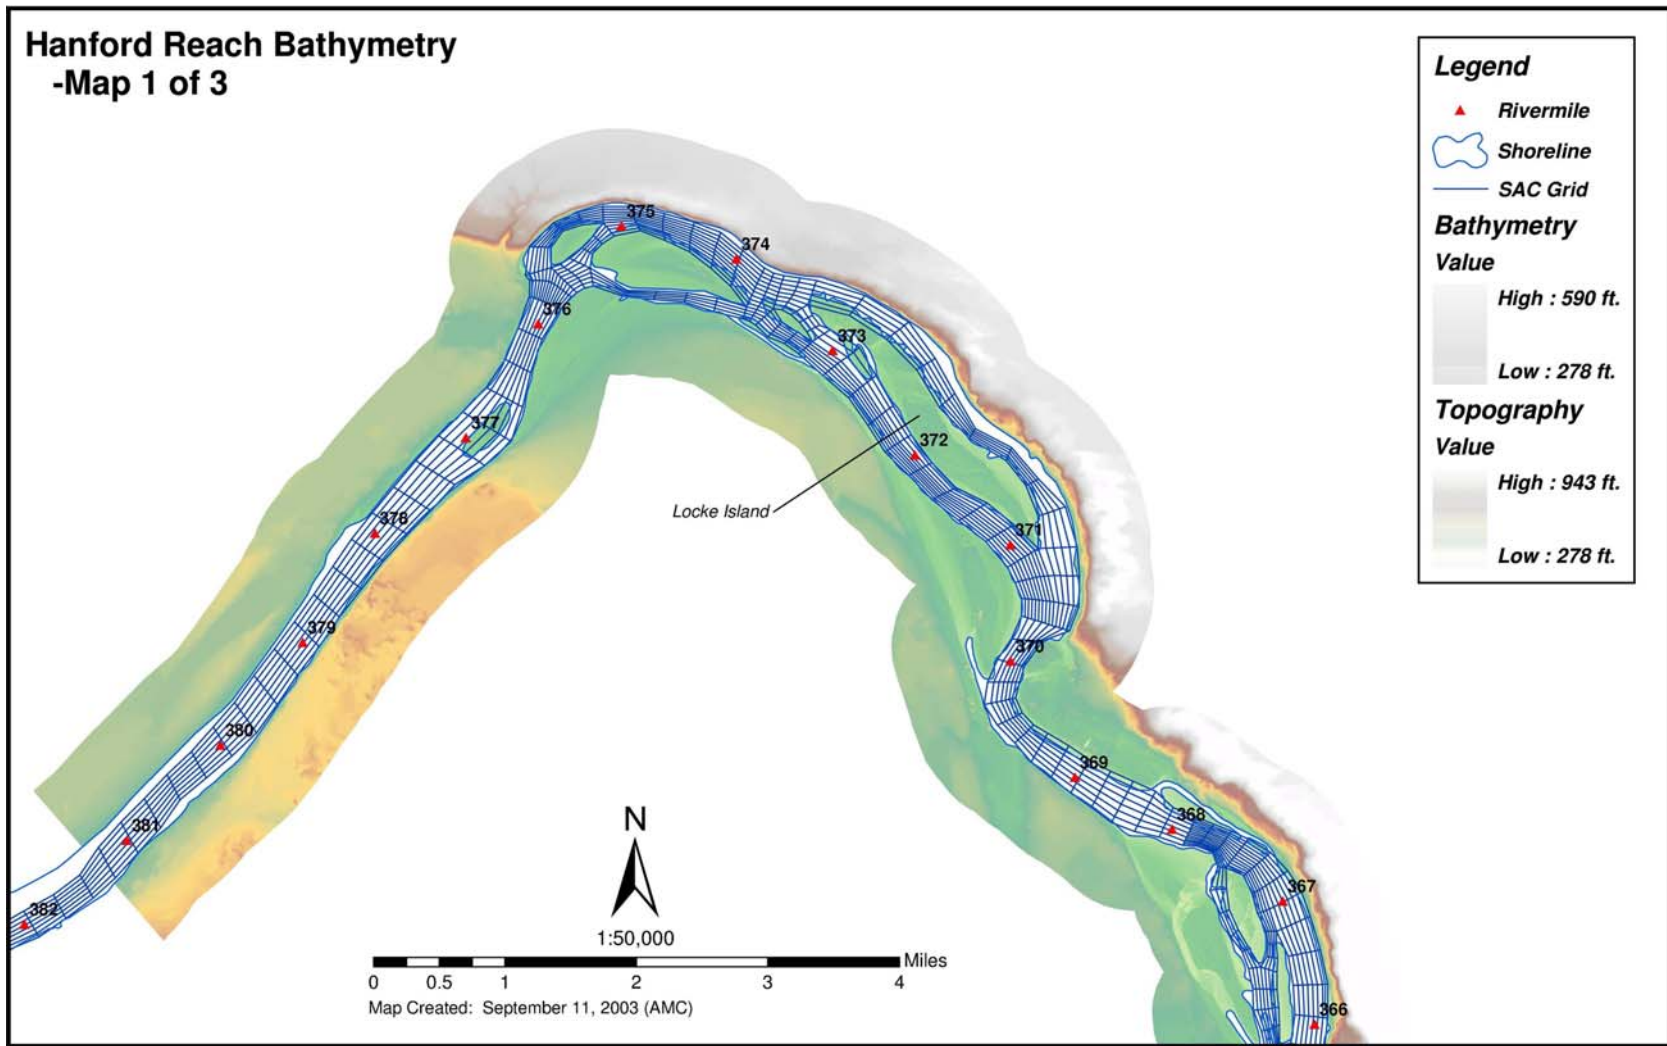 Hanford Reach Bathymetry
-Map 1 of 3
Legend
Rivermile
Shoreline
SAC Grid
Bathymetry
Value
High : 590 ft.
Low : 278 ft.
Topography
Value
High : 943 ft.
Low : 278 ft.
375
374
376
373
377
372
Locke Island
378
371
379
370
380
369
381
368
367
382
366
N
1:50,000
0 0.5 1 2 3 4 Miles
Map Created: September 11, 2003 (AMC)